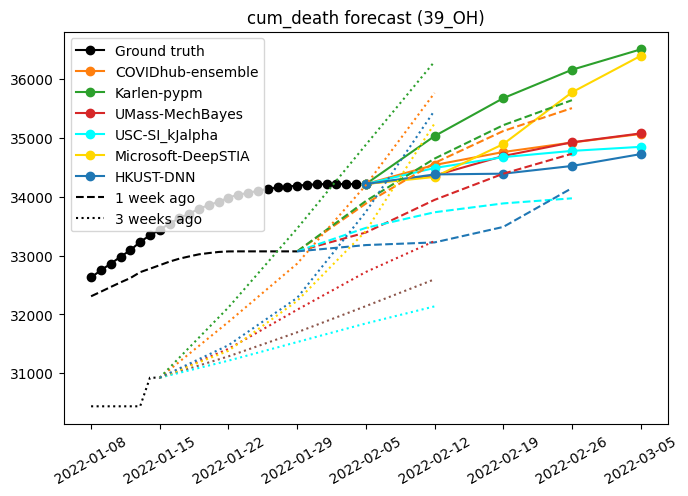 cum_death forecast (39_OH)
36000
35000
34000
33000
32000
31000
Ground truth
COVIDhub-ensemble
Karlen-pypm
UMass-MechBayes
USC-SI_kJalpha
Microsoft-DeepSTIA
HKUST-DNN
1 week ago
3 weeks ago
2022-01-08
2022-01-15
2022-01-22
2022-01-29
2022-02-05
2022-02-12
2022-02-19
2022-02-26
2022-03-05